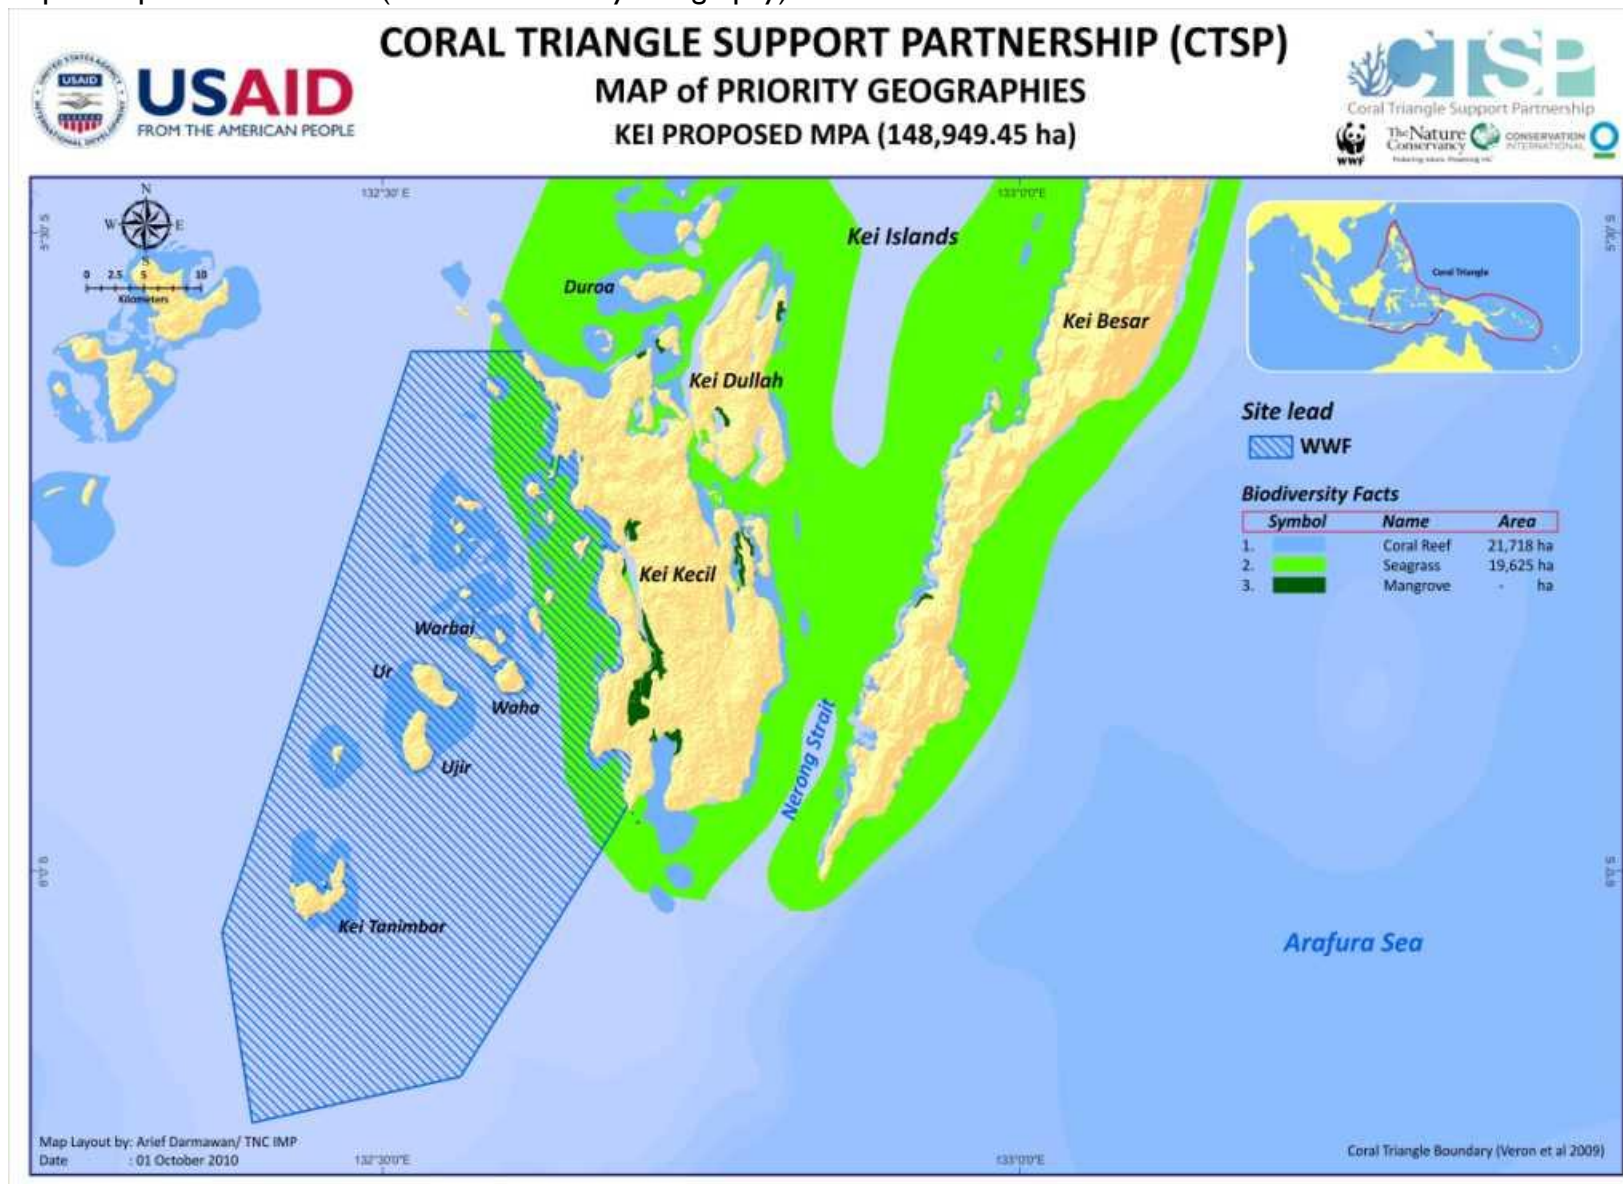 CORAL TRIANGLE SUPPORT PARTNERSHIP (CTSP)
MAP of PRIORITY GEOGRAPHIES
KEI PROPOSED MPA (148,949.45 ha)
USAID
USAID
FROM THE AMERICAN PEOPLE
CTSP
Coral Triangle Support Partnership
WWF
The Nature Conservancy
CONSERVATION INTERNATIONAL
132°30' E
133°0'0"E
N
W
E
S
0 2.5 5 10
Kilometers
Kei Islands
Duroa
Kei Besar
Kei Dullah
Coral Triangle
Site lead
WWF
Biodiversity Facts
Symbol Name Area
1. Coral Reef 21,718 ha
2. Seagrass 19,625 ha
3. Mangrove - ha
Kei Kecil
Warbai
Ur
Waha
Ujir
Nerong Strait
Kei Tanimbar
Arafura Sea
Map Layout by: Arief Darmawan/ TNC IMP
Date : 01 October 2010
132°30'0"E
133°0'0"E
Coral Triangle Boundary (Veron et al 2009)